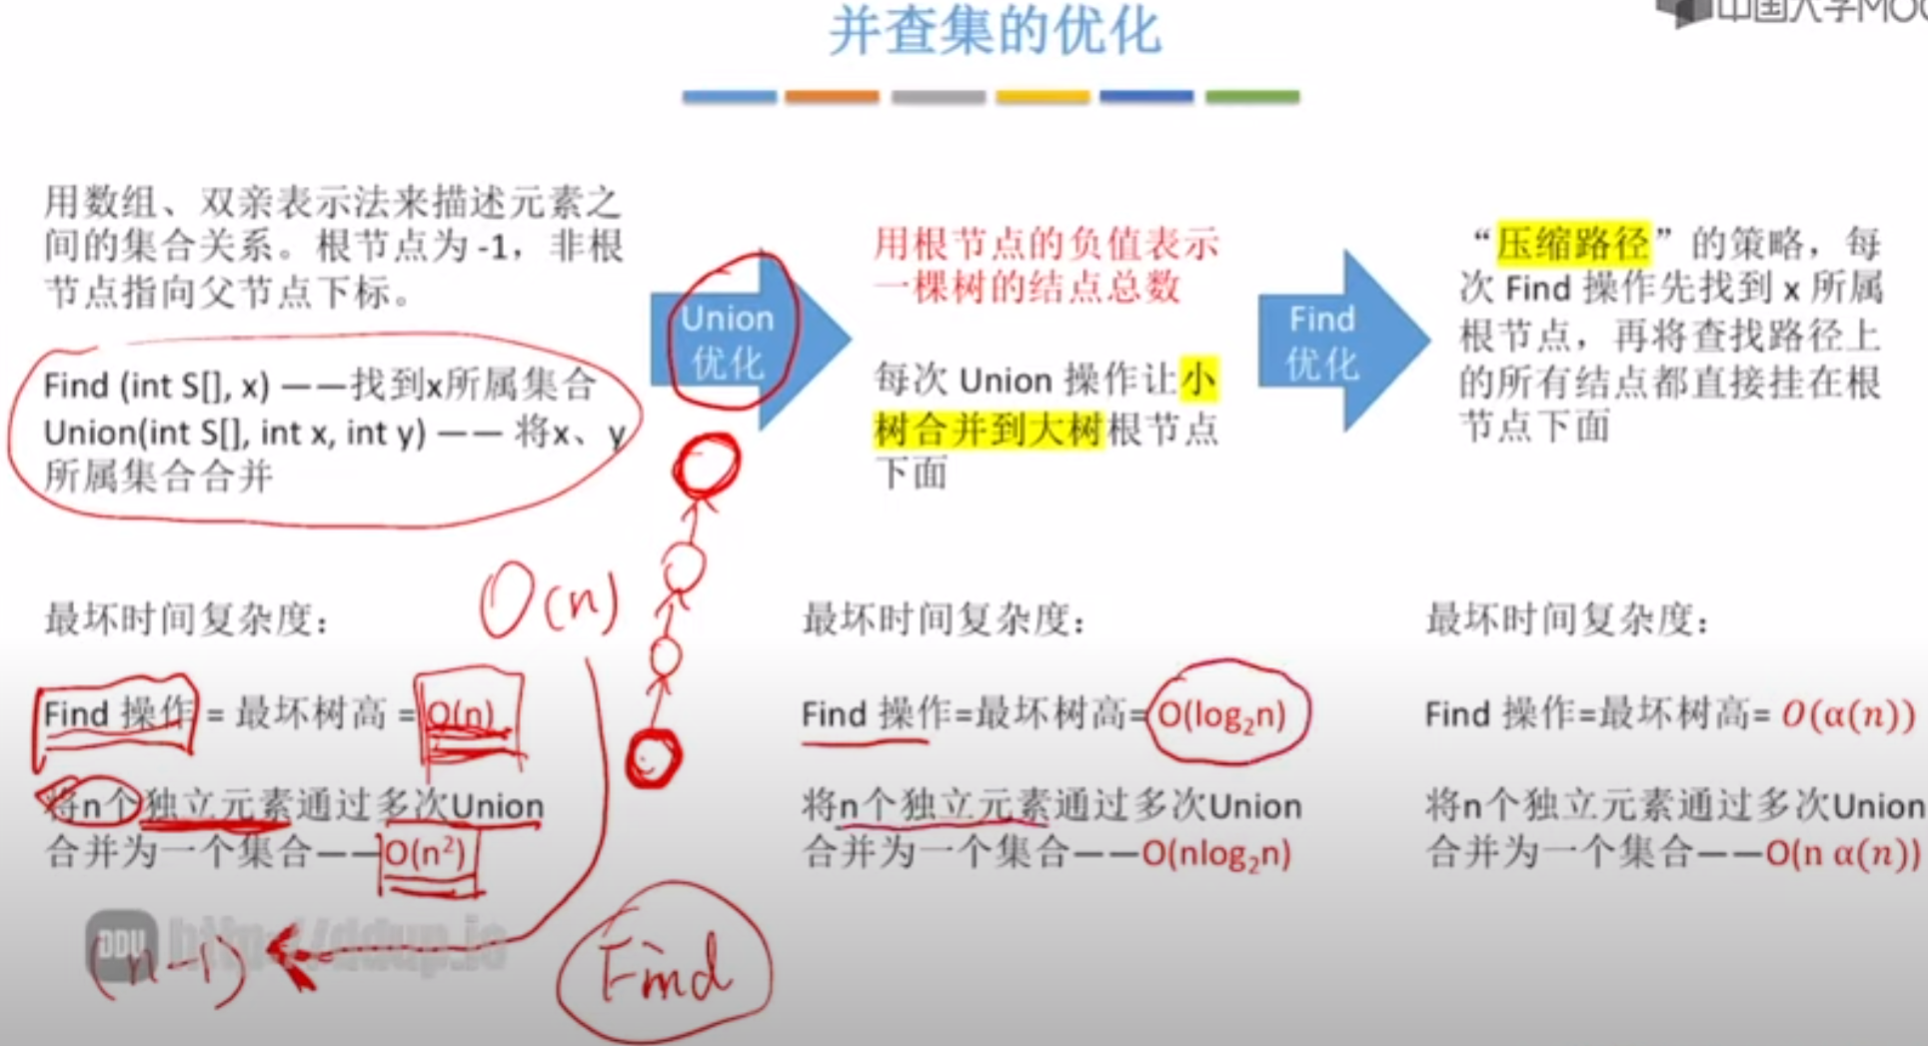 并查集的优化
中国大学MOO
用数组、双亲表示法来描述元素之
间的集合关系。根节点为 -1，非根
节点指向父节点下标。
Find (int S[], x) ——找到x所属集合
Union(int S[], int x, int y) —— 将x、y
所属集合合并
Union
优化
用根节点的负值表示
一棵树的结点总数
每次 Union 操作让小
树合并到大树根节点
下面
Find
优化
“压缩路径”的策略，每
次 Find 操作先找到 x 所属
根节点，再将查找路径上
的所有结点都直接挂在根
节点下面
最坏时间复杂度：
O(n)
Find 操作 = 最坏树高 = O(n)
将n个独立元素通过多次Union
合并为一个集合——O(n²)
(n-1)
Find
最坏时间复杂度：
Find 操作=最坏树高=O(log₂n)
将n个独立元素通过多次Union
合并为一个集合——O(nlog₂n)
最坏时间复杂度：
Find 操作=最坏树高= O(α(n))
将n个独立元素通过多次Union
合并为一个集合——O(n α(n))
DDU http://ddup.io